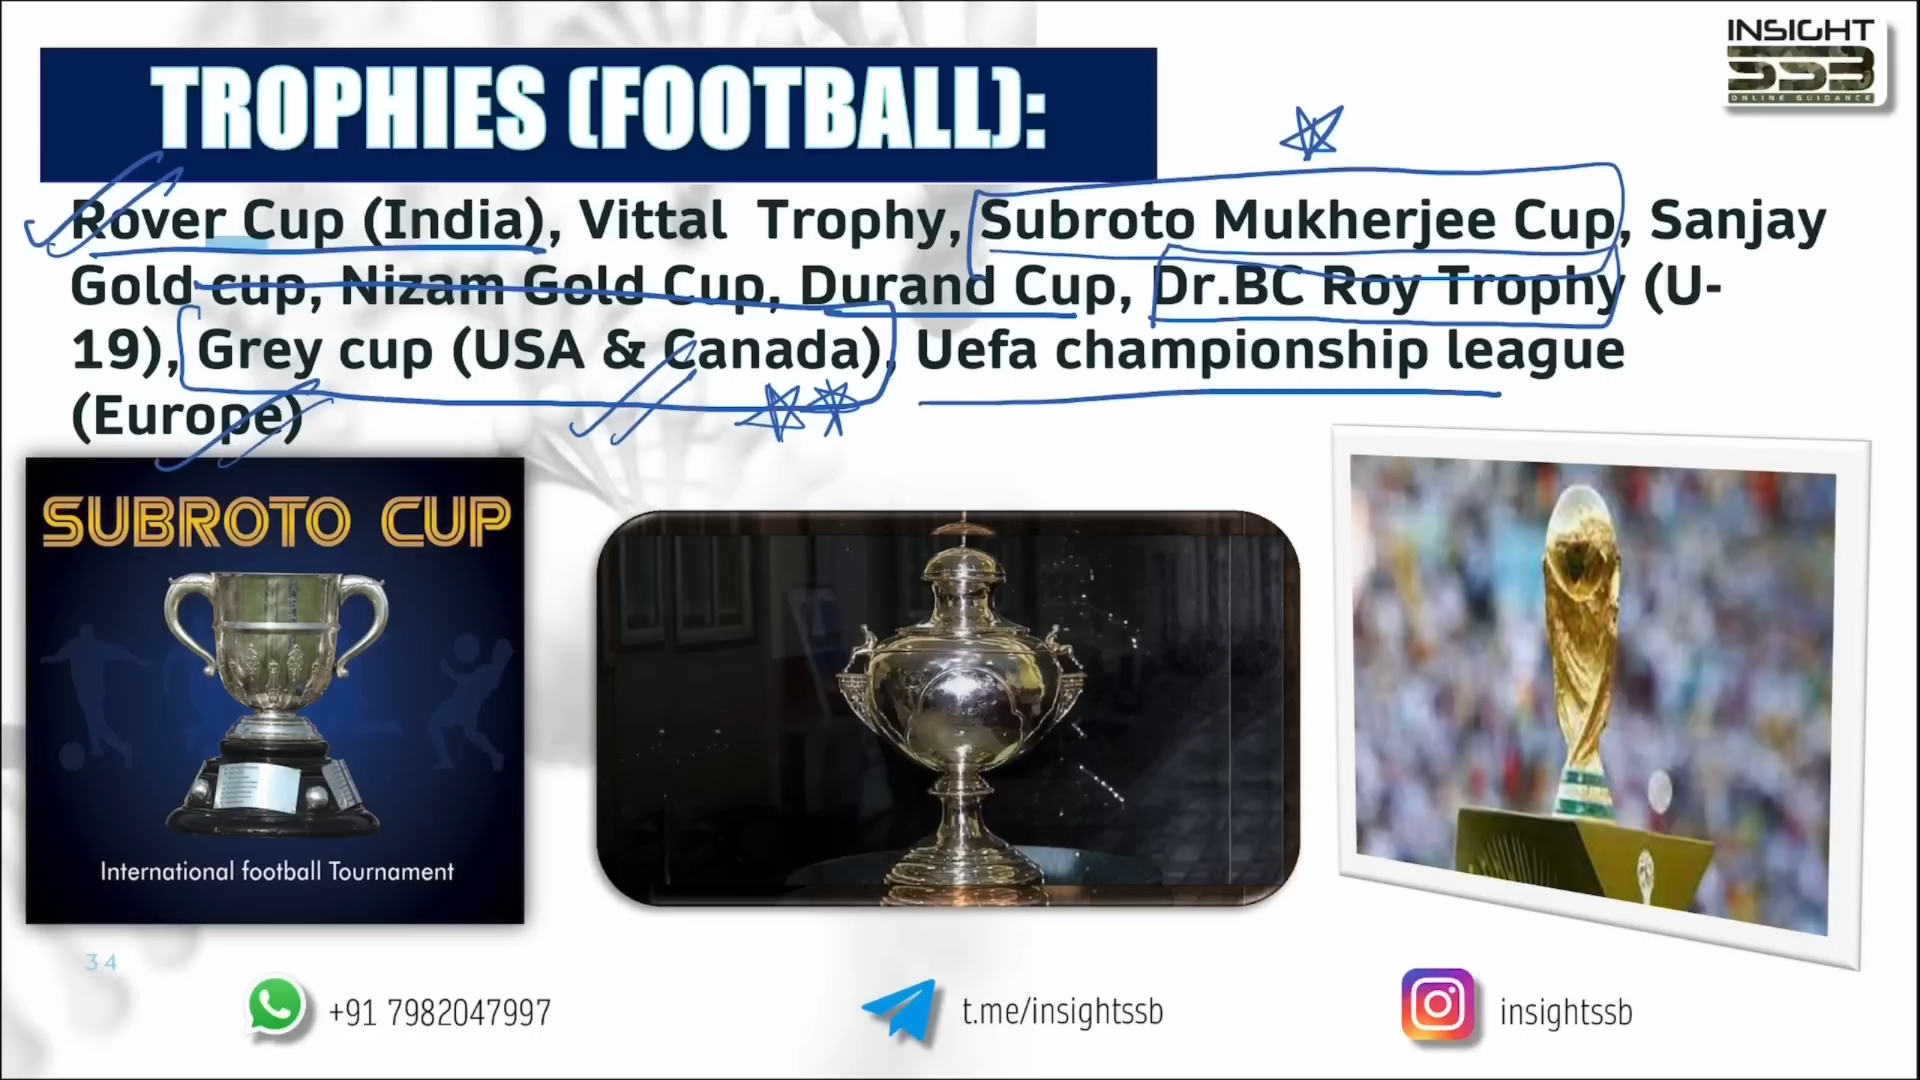 INSIGHT
SSB
ONLINE GUIDANCE
TROPHIES (FOOTBALL):
Rover Cup (India), Vittal Trophy, Subroto Mukherjee Cup, Sanjay
Gold cup, Nizam Gold Cup, Durand Cup, Dr.BC Roy Trophy (U-
19), Grey cup (USA & Canada), Uefa championship league
(Europe)
SUBROTO CUP
International football Tournament
34
+91 7982047997
t.me/insightssb
insightssb